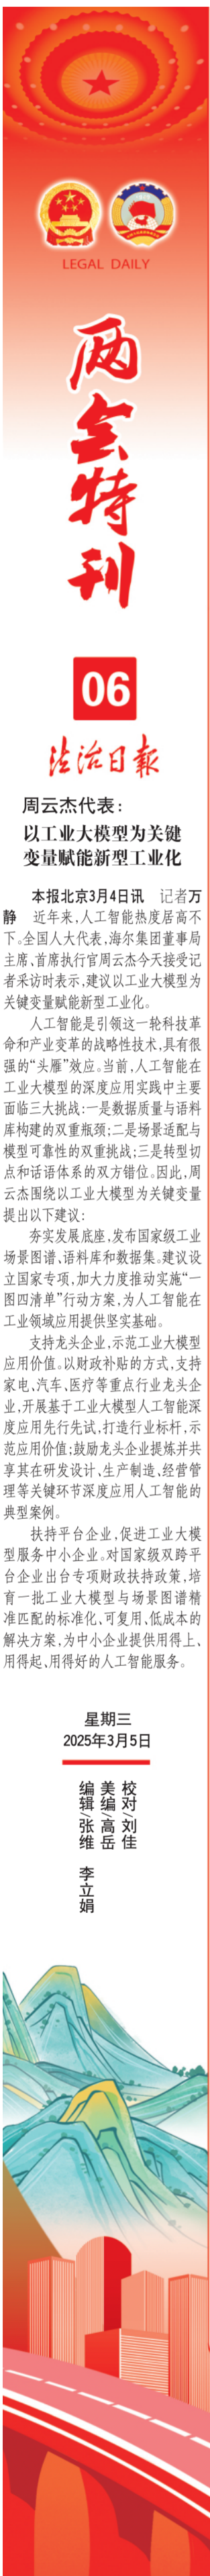 LEGAL DAILY
两会特刊
06
法治日报
周云杰代表：
以工业大模型为关键
变量赋能新型工业化
本报北京3月4日讯　记者万
静　近年来，人工智能热度居高不
下。全国人大代表，海尔集团董事局
主席、首席执行官周云杰今天接受记
者采访时表示，建议以工业大模型为
关键变量赋能新型工业化。
人工智能是引领这一轮科技革
命和产业变革的战略性技术，具有很
强的“头雁”效应。当前，人工智能在
工业大模型的深度应用实践中主要
面临三大挑战：一是数据质量与语料
库构建的双重瓶颈；二是场景适配与
模型可靠性的双重挑战；三是转型切
点和话语体系的双方错位。因此，周
云杰围绕以工业大模型为关键变量
提出以下建议：
夯实发展底座，发布国家级工业
场景图谱、语料库和数据集。建议设
立国家专项，加大力度推动实施“一
图四清单”行动方案，为人工智能在
工业领域应用提供坚实基础。
支持龙头企业，示范工业大模型
应用价值。以财政补贴的方式，支持
家电、汽车、医疗等重点行业龙头企
业，开展基于工业大模型人工智能深
度应用先行先试，打造行业标杆，示
范应用价值；鼓励龙头企业提炼并共
享其在研发设计、生产制造、经营管
理等关键环节深度应用人工智能的
典型案例。
扶持平台企业，促进工业大模
型服务中小企业。对国家级双跨平
台企业出台专项财政扶持政策，培
育一批工业大模型与场景图谱精
准匹配的标准化、可复用、低成本的
解决方案，为中小企业提供用得上、
用得起、用得好的人工智能服务。
星期三
2025年3月5日
编辑/张维　李立娟
美编/高岳
校对/刘佳